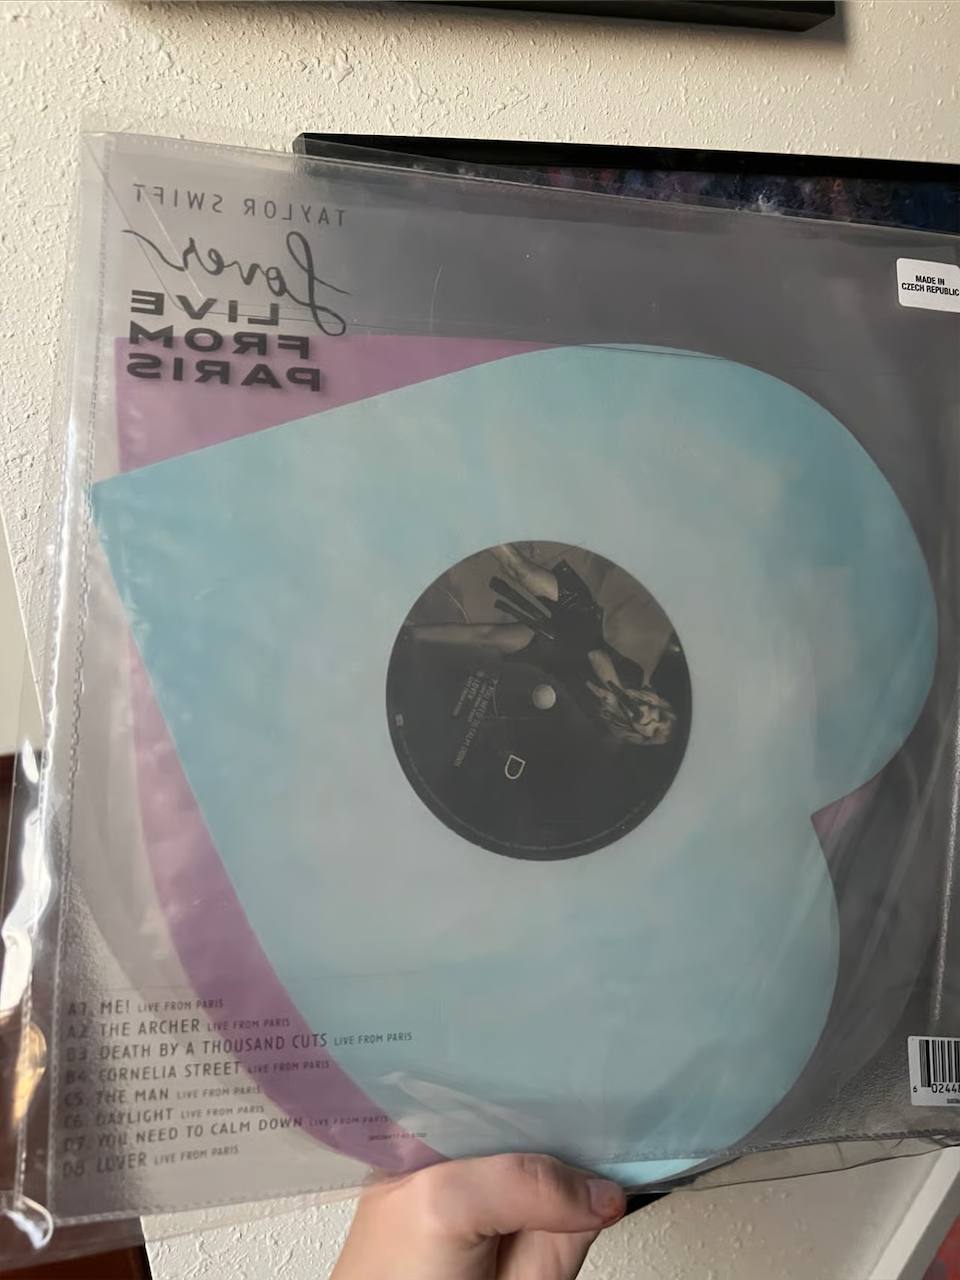 TAYLOR SWIFT
Lover
LIVE
FROM
PARIS
MADE IN
CZECH REPUBLIC
D
A1. ME! LIVE FROM PARIS
A2. THE ARCHER LIVE FROM PARIS
B3. DEATH BY A THOUSAND CUTS LIVE FROM PARIS
B4. CORNELIA STREET LIVE FROM PARIS
C5. THE MAN LIVE FROM PARIS
C6. DAYLIGHT LIVE FROM PARIS
D7. YOU NEED TO CALM DOWN LIVE FROM PARIS
D8. LOVER LIVE FROM PARIS
6 02448